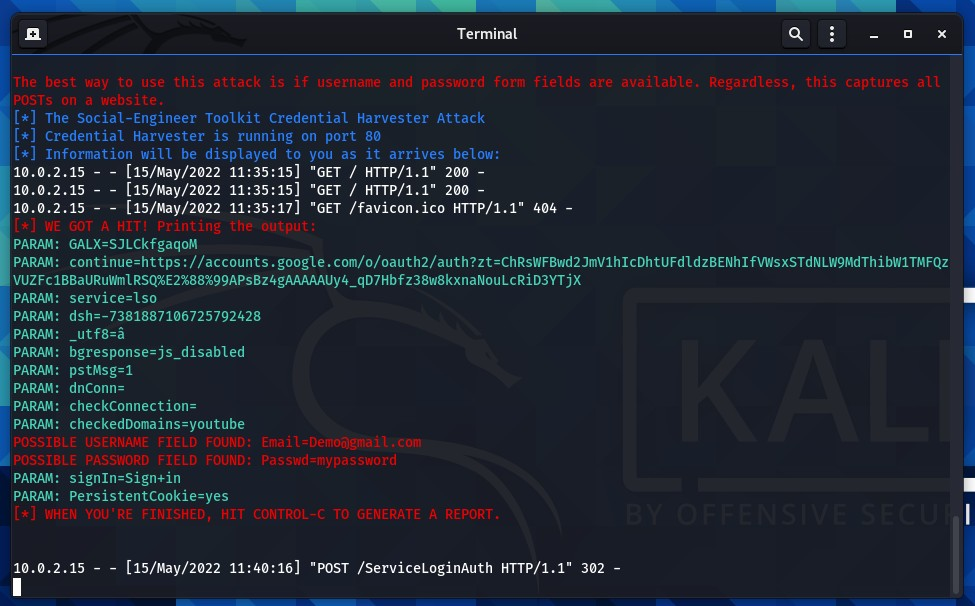 Terminal
The best way to use this attack is if username and password form fields are available. Regardless, this captures all
POSTs on a website.
[*] The Social-Engineer Toolkit Credential Harvester Attack
[*] Credential Harvester is running on port 80
[*] Information will be displayed to you as it arrives below:
10.0.2.15 - - [15/May/2022 11:35:15] "GET / HTTP/1.1" 200 -
10.0.2.15 - - [15/May/2022 11:35:15] "GET / HTTP/1.1" 200 -
10.0.2.15 - - [15/May/2022 11:35:17] "GET /favicon.ico HTTP/1.1" 404 -
[*] WE GOT A HIT! Printing the output:
PARAM: GALX=SJLCkfgaqoM
PARAM: continue=https://accounts.google.com/o/oauth2/auth?zt=ChRsWFBwd2JmV1hIcDhtUFdldzBENhIfVWsxSTdNLW9MdThibW1TMFQz
VUZFc1BBaURuWmlRSQ%E2%88%99APsBz4gAAAAAUy4_qD7Hbfz38w8kxnaNouLcRiD3YTjX
PARAM: service=lso
PARAM: dsh=-7381887106725792428
PARAM: _utf8=â
PARAM: bgresponse=js_disabled
PARAM: pstMsg=1
PARAM: dnConn=
PARAM: checkConnection=
PARAM: checkedDomains=youtube
POSSIBLE USERNAME FIELD FOUND: Email=Demo@gmail.com
POSSIBLE PASSWORD FIELD FOUND: Passwd=mypassword
PARAM: signIn=Sign+in
PARAM: PersistentCookie=yes
[*] WHEN YOU'RE FINISHED, HIT CONTROL-C TO GENERATE A REPORT.
10.0.2.15 - - [15/May/2022 11:40:16] "POST /ServiceLoginAuth HTTP/1.1" 302 -
KALI
BY OFFENSIVE SECUR